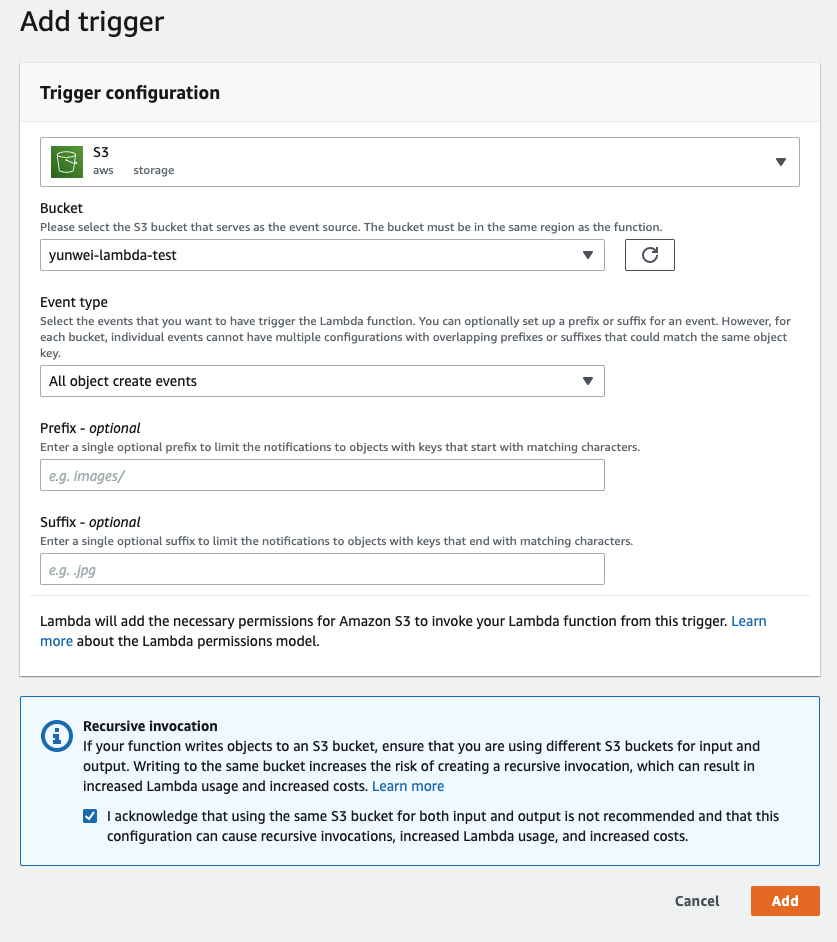 Add trigger
Trigger configuration
S3
aws storage
Bucket
Please select the S3 bucket that serves as the event source. The bucket must be in the same region as the function.
yunwei-lambda-test
Event type
Select the events that you want to have trigger the Lambda function. You can optionally set up a prefix or suffix for an event. However, for
each bucket, individual events cannot have multiple configurations with overlapping prefixes or suffixes that could match the same object
key.
All object create events
Prefix - optional
Enter a single optional prefix to limit the notifications to objects with keys that start with matching characters.
e.g. images/
Suffix - optional
Enter a single optional suffix to limit the notifications to objects with keys that end with matching characters.
e.g. .jpg
Lambda will add the necessary permissions for Amazon S3 to invoke your Lambda function from this trigger. Learn
more about the Lambda permissions model.
Recursive invocation
If your function writes objects to an S3 bucket, ensure that you are using different S3 buckets for input and
output. Writing to the same bucket increases the risk of creating a recursive invocation, which can result in
increased Lambda usage and increased costs. Learn more
I acknowledge that using the same S3 bucket for both input and output is not recommended and that this
configuration can cause recursive invocations, increased Lambda usage, and increased costs.
Cancel Add